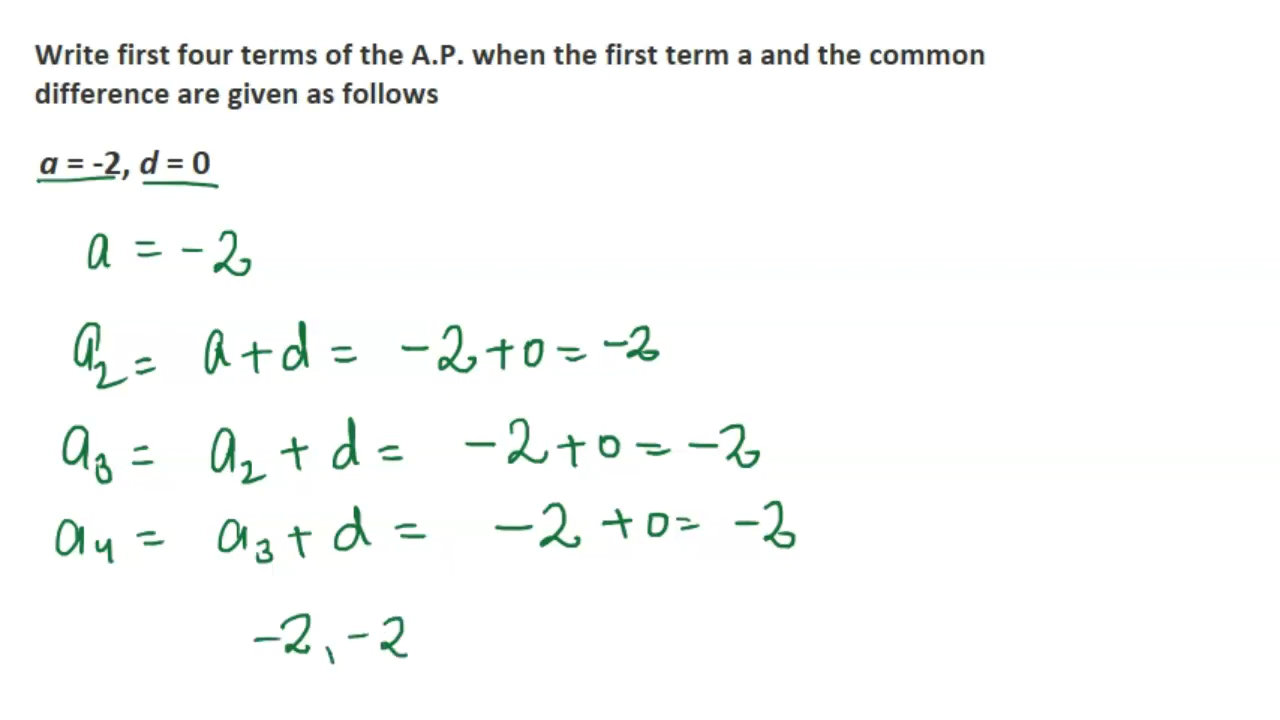 Write first four terms of the A.P. when the first term a and the common
difference are given as follows
a = -2, d = 0
a = -2
a2 = a+d = -2+0 = -2
a3 = a2 + d = -2+0 = -2
a4 = a3 + d = -2 +0 = -2
-2, -2